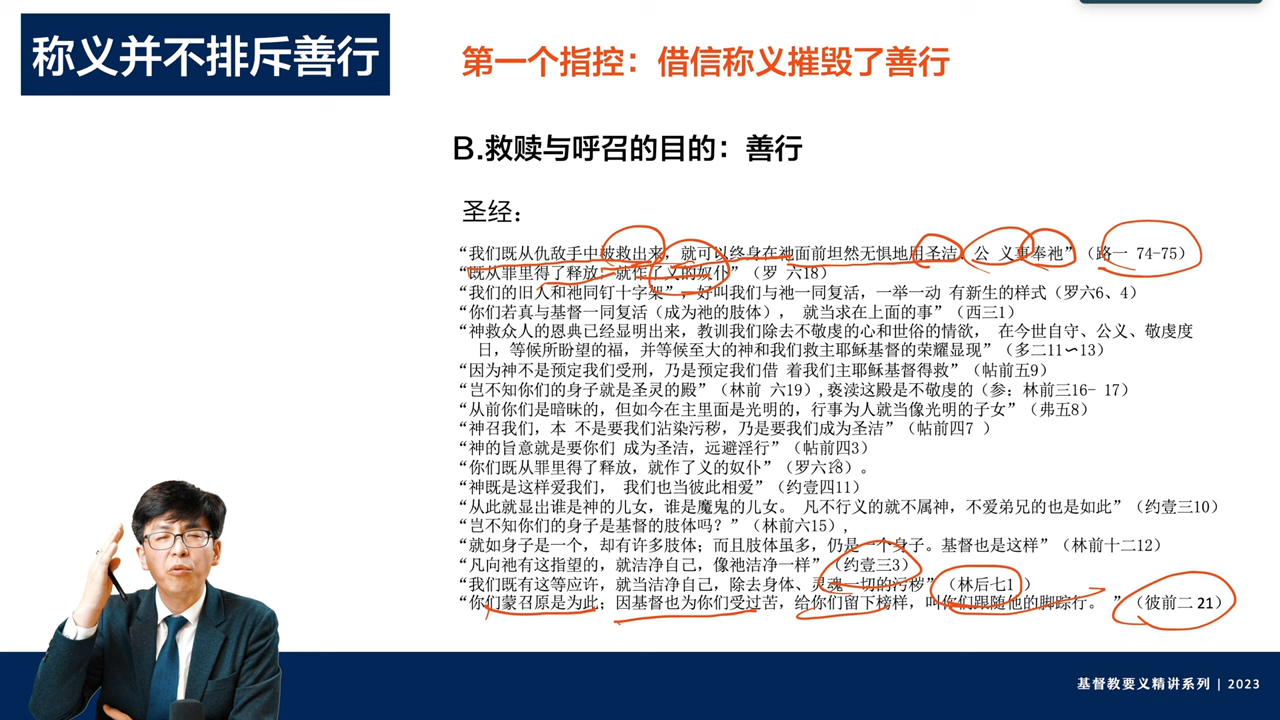 称义并不排斥善行
第一个指控：借信称义摧毁了善行
B.救赎与呼召的目的：善行
圣经：
“我们既从仇敌手中被救出来，就可以终身在祂面前坦然无惧地用圣洁、公 义事奉祂”（路一 74-75）
“既从罪里得了释放；就作了义的奴仆”（罗 六18）
“我们的旧人和祂同钉十字架”，好叫我们与祂一同复活，一举一动 有新生的样式（罗六6、4）
“你们若真与基督一同复活（成为祂的肢体）， 就当求在上面的事”（西三1）
“神救众人的恩典已经显明出来，教训我们除去不敬虔的心和世俗的情欲， 在今世自守、公义、敬虔度
日，等候所盼望的福，并等候至大的神和我们救主耶稣基督的荣耀显现”（多二11~13）
“因为神不是预定我们受刑，乃是预定我们借 着我们主耶稣基督得救”（帖前五9）
“岂不知你们的身子就是圣灵的殿”（林前 六19）,亵渎这殿是不敬虔的（参：林前三16- 17）
“从前你们是暗昧的，但如今在主里面是光明的，行事为人就当像光明的子女”（弗五8）
“神召我们，本 不是要我们沾染污秽，乃是要我们成为圣洁”（帖前四7 ）
“神的旨意就是要你们 成为圣洁，远避淫行”（帖前四3）
“你们既从罪里得了释放，就作了义的奴仆”（罗六18）。
“神既是这样爱我们， 我们也当彼此相爱”（约壹四11）
“从此就显出谁是神的儿女，谁是魔鬼的儿女。 凡不行义的就不属神，不爱弟兄的也是如此”（约壹三10）
“岂不知你们的身子是基督的肢体吗？”（林前六15）,
“就如身子是一个，却有许多肢体；而且肢体虽多，仍是一个身子。基督也是这样”（林前十二12）
“凡向祂有这指望的，就洁净自己，像祂洁净一样”（约壹三3）
“我们既有这等应许，就当洁净自己，除去身体、灵魂一切的污秽”（林后七1 ）
“你们蒙召原是为此；因基督也为你们受过苦，给你们留下榜样，叫你们跟随他的脚踪行。 ”（彼前二 21）
基督教要义精讲系列 | 2023